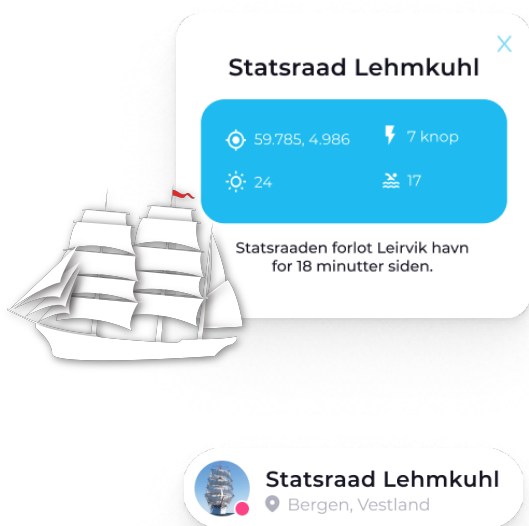 Statsraad Lehmkuhl
59.785, 4.986
7 knop
24
17
Statsraaden forlot Leirvik havn
for 18 minutter siden.
Statsraad Lehmkuhl
Bergen, Vestland